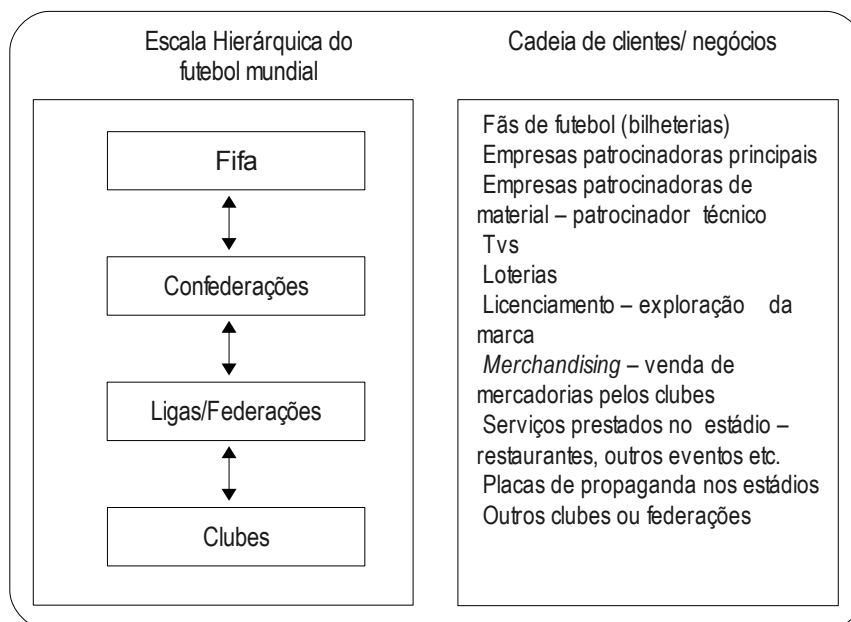 Escala Hierárquica do
futebol mundial
Fifa
Confederações
Ligas/Federações
Clubes
Cadeia de clientes/ negócios
Fãs de futebol (bilheterias)
Empresas patrocinadoras principais
Empresas patrocinadoras de
material – patrocinador técnico
Tvs
Loterias
Licenciamento – exploração da
marca
Merchandising – venda de
mercadorias pelos clubes
Serviços prestados no estádio –
restaurantes, outros eventos etc.
Placas de propaganda nos estádios
Outros clubes ou federações